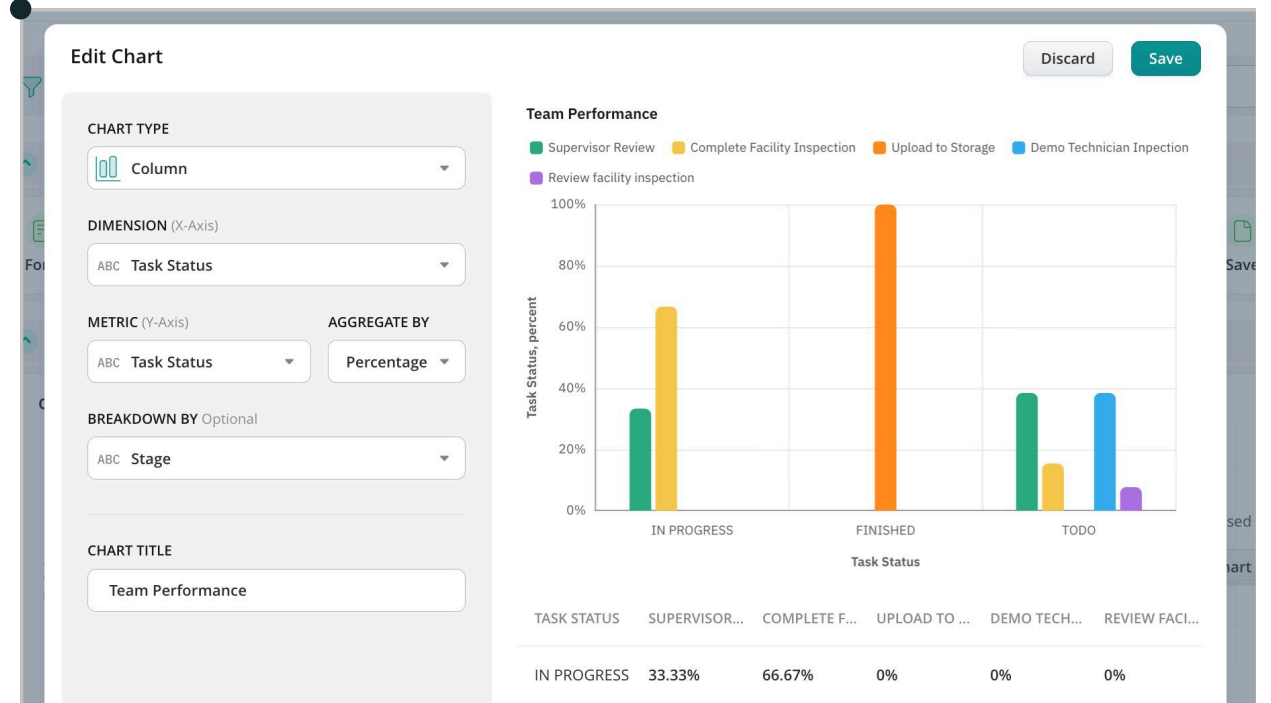 Edit Chart
Discard
Save
CHART TYPE
Column
DIMENSION (X-Axis)
ABC Task Status
METRIC (Y-Axis)
AGGREGATE BY
ABC Task Status
Percentage
BREAKDOWN BY Optional
ABC Stage
CHART TITLE
Team Performance
Team Performance
Supervisor Review
Complete Facility Inspection
Upload to Storage
Demo Technician Inpection
Review facility inspection
100%
80%
60%
40%
20%
0%
Task Status, percent
IN PROGRESS
FINISHED
TODO
Task Status
TASK STATUS SUPERVISOR... COMPLETE F... UPLOAD TO ... DEMO TECH... REVIEW FACI...
IN PROGRESS 33.33% 66.67% 0% 0% 0%
Save